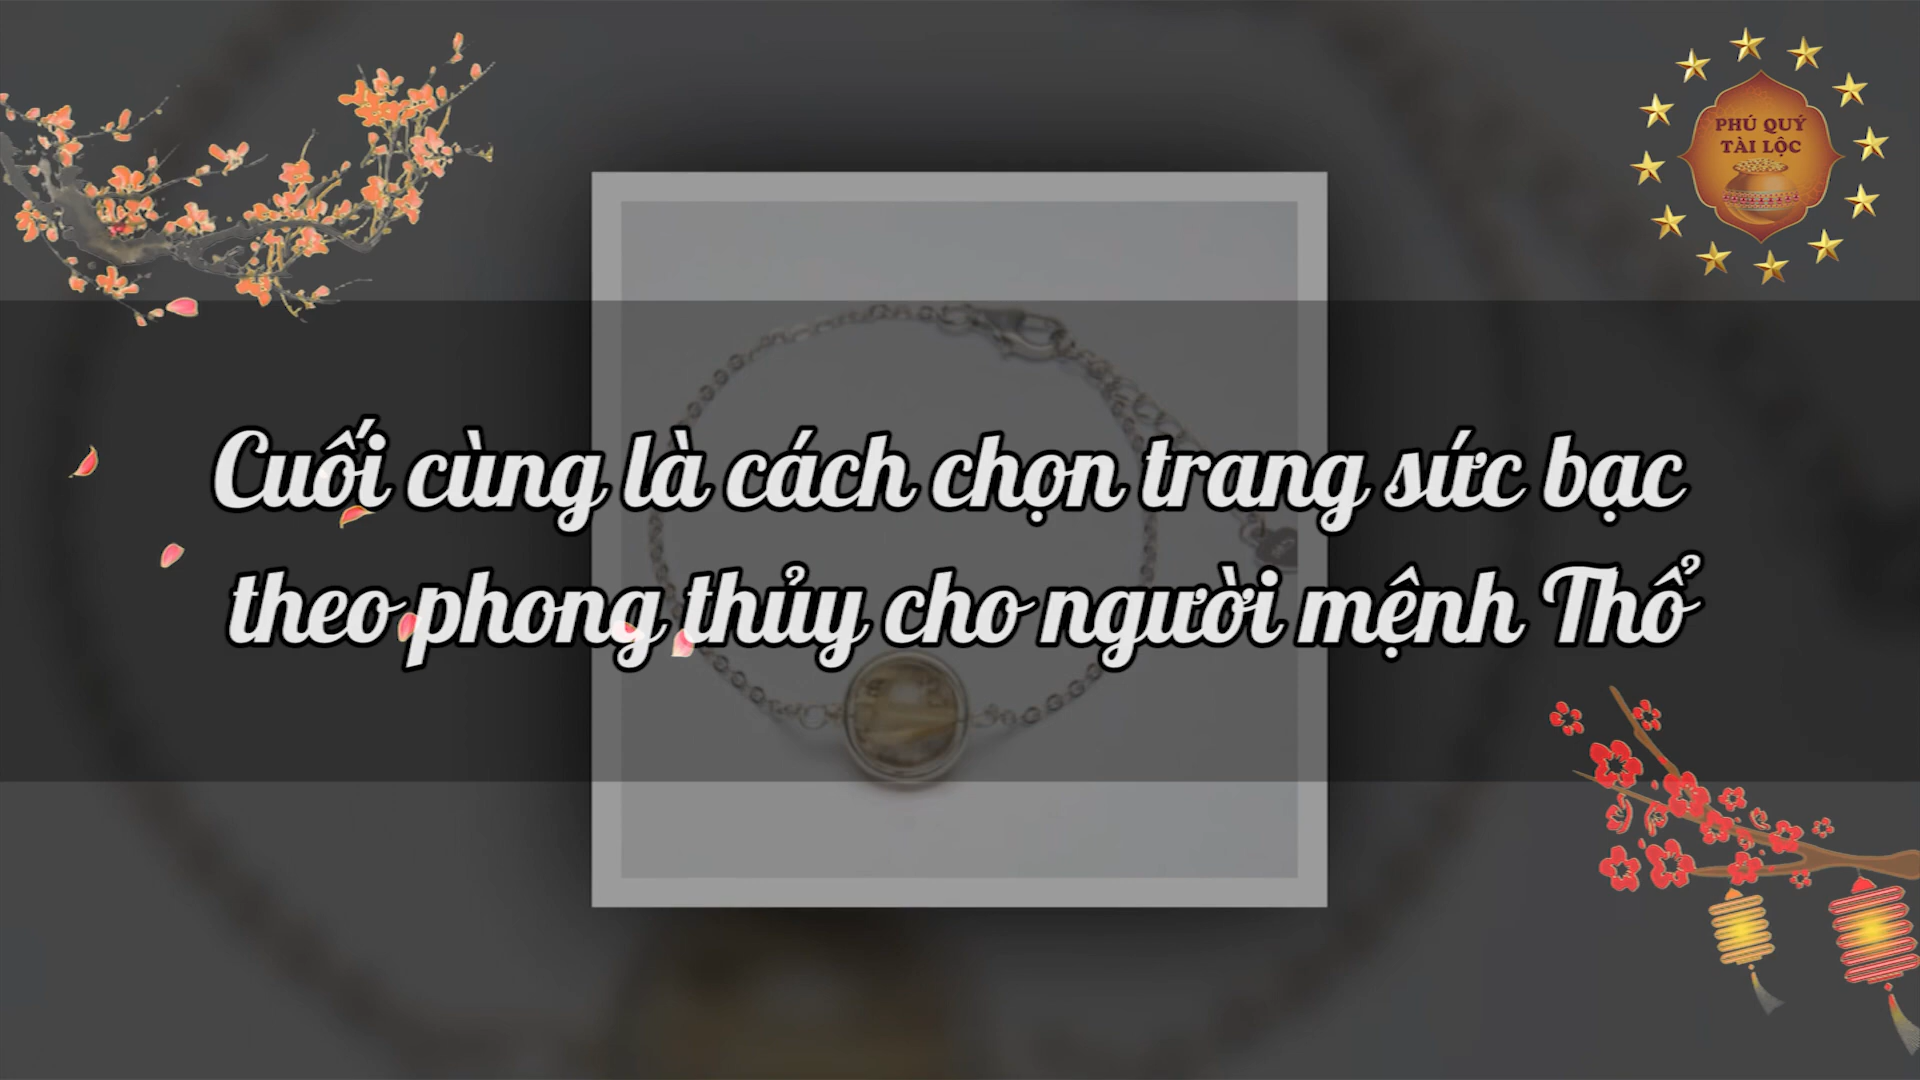 PHÚ QUÝ
TÀI LỘC
Cuối cùng là cách chọn trang sức bạc
theo phong thủy cho người mệnh Thổ